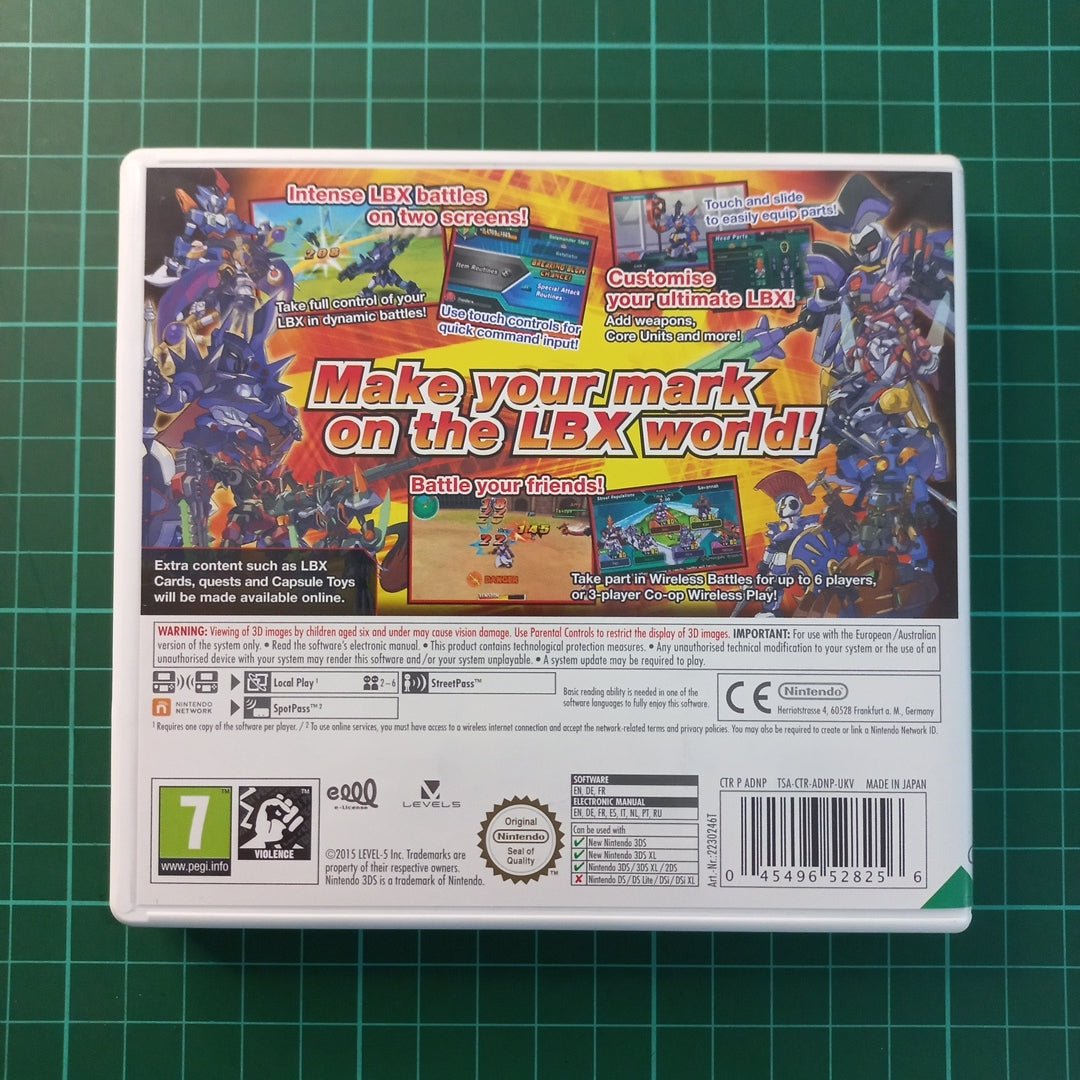 Intense LBX battles
on two screens!
Take full control of your
LBX in dynamic battles!
Item Routines
BREAKING BLOW
CHANCE!
Special Attack
Routines
Use touch controls for
quick command input!
Touch and slide
to easily equip parts!
Head Parts
Customise
your ultimate LBX!
Add weapons,
Core Units and more!
Make your mark
on the LBX world!
Battle your friends!
145
22
DANGER
Street Regulations
Savannah
Take part in Wireless Battles for up to 6 players,
or 3-player Co-op Wireless Play!
Extra content such as LBX
Cards, quests and Capsule Toys
will be made available online.
WARNING: Viewing of 3D images by children aged six and under may cause vision damage. Use Parental Controls to restrict the display of 3D images. IMPORTANT: For use with the European/Australian
version of the system only. • Read the software's electronic manual. • This product contains technological protection measures. • Any unauthorised technical modification to your system or the use of an
unauthorised device with your system may render this software and/or your system unplayable. • A system update may be required to play.
Local Play 1
2-6
StreetPass™
NINTENDO
NETWORK
SpotPass™ 2
Basic reading ability is needed in one of the
software languages to fully enjoy this software.
CE
Nintendo
Herriotstrasse 4, 60528 Frankfurt a. M., Germany
1 Requires one copy of the software per player. / 2 To use online services, you must have access to a wireless internet connection and accept the network-related terms and privacy policies. You may also be required to create or link a Nintendo Network ID.
7
www.pegi.info
VIOLENCE
TM
e-License
LEVEL5
©2015 LEVEL-5 Inc. Trademarks are
property of their respective owners.
Nintendo 3DS is a trademark of Nintendo.
Original
Nintendo
Seal of
Quality
TM
SOFTWARE
EN, DE, FR
ELECTRONIC MANUAL
EN, DE, FR, ES, IT, NL, PT, RU
Can be used with
New Nintendo 3DS
New Nintendo 3DS XL
Nintendo 3DS / 3DS XL / 2DS
Nintendo DS / DS Lite / DSi / DSi XL
Art.-Nr.: 2230246T
CTR P ADNP TSA-CTR-ADNP-UKV MADE IN JAPAN
0 45496 52825 6